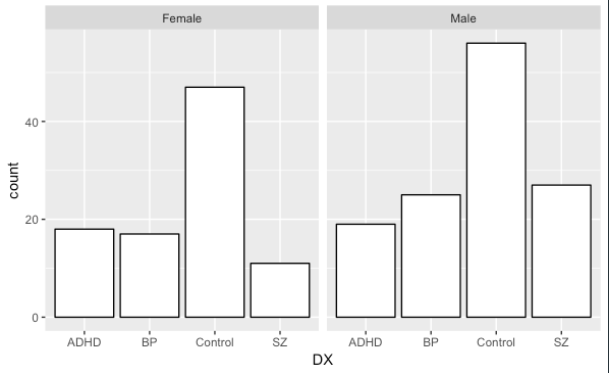 Female Male
count
40
20
0
ADHD BP Control SZ ADHD BP Control SZ
DX